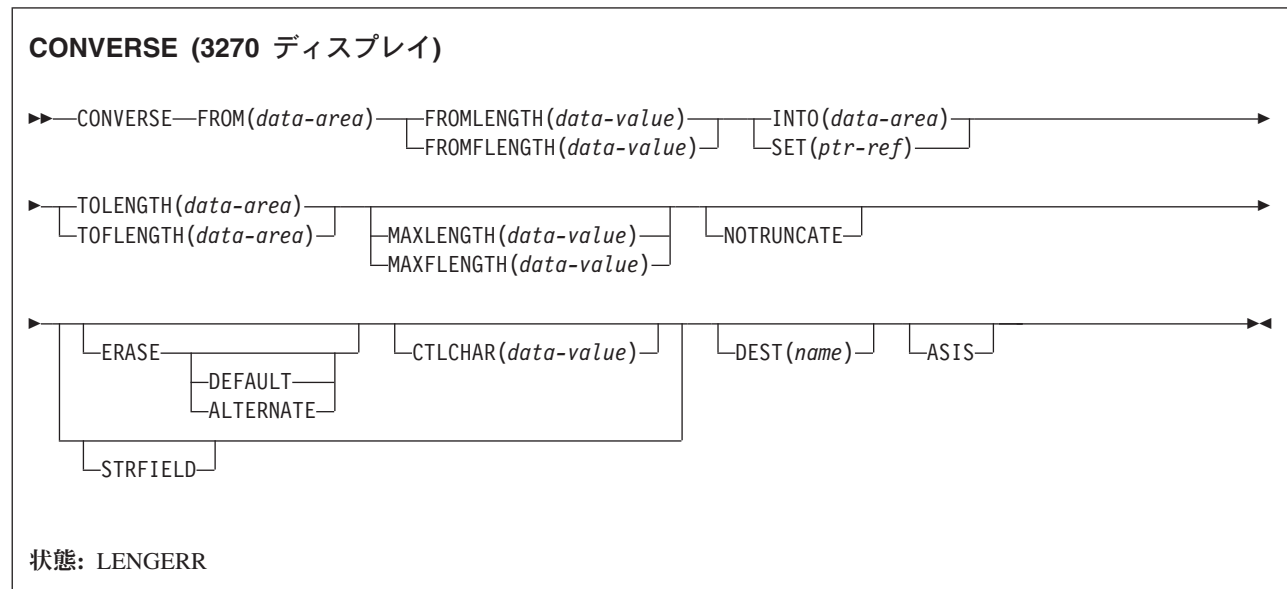 CONVERSE (3270 ディスプレイ)
CONVERSE FROM(data-area) FROMLENGTH(data-value) INTO(data-area)
FROMFLENGTH(data-value) SET(ptr-ref)
TOLENGTH(data-area)
TOFLENGTH(data-area) MAXLENGTH(data-value) NOTRUNCATE
MAXFLENGTH(data-value)
ERASE CTLCHAR(data-value) DEST(name) ASIS
DEFAULT
ALTERNATE
STRFIELD
状態: LENGERR